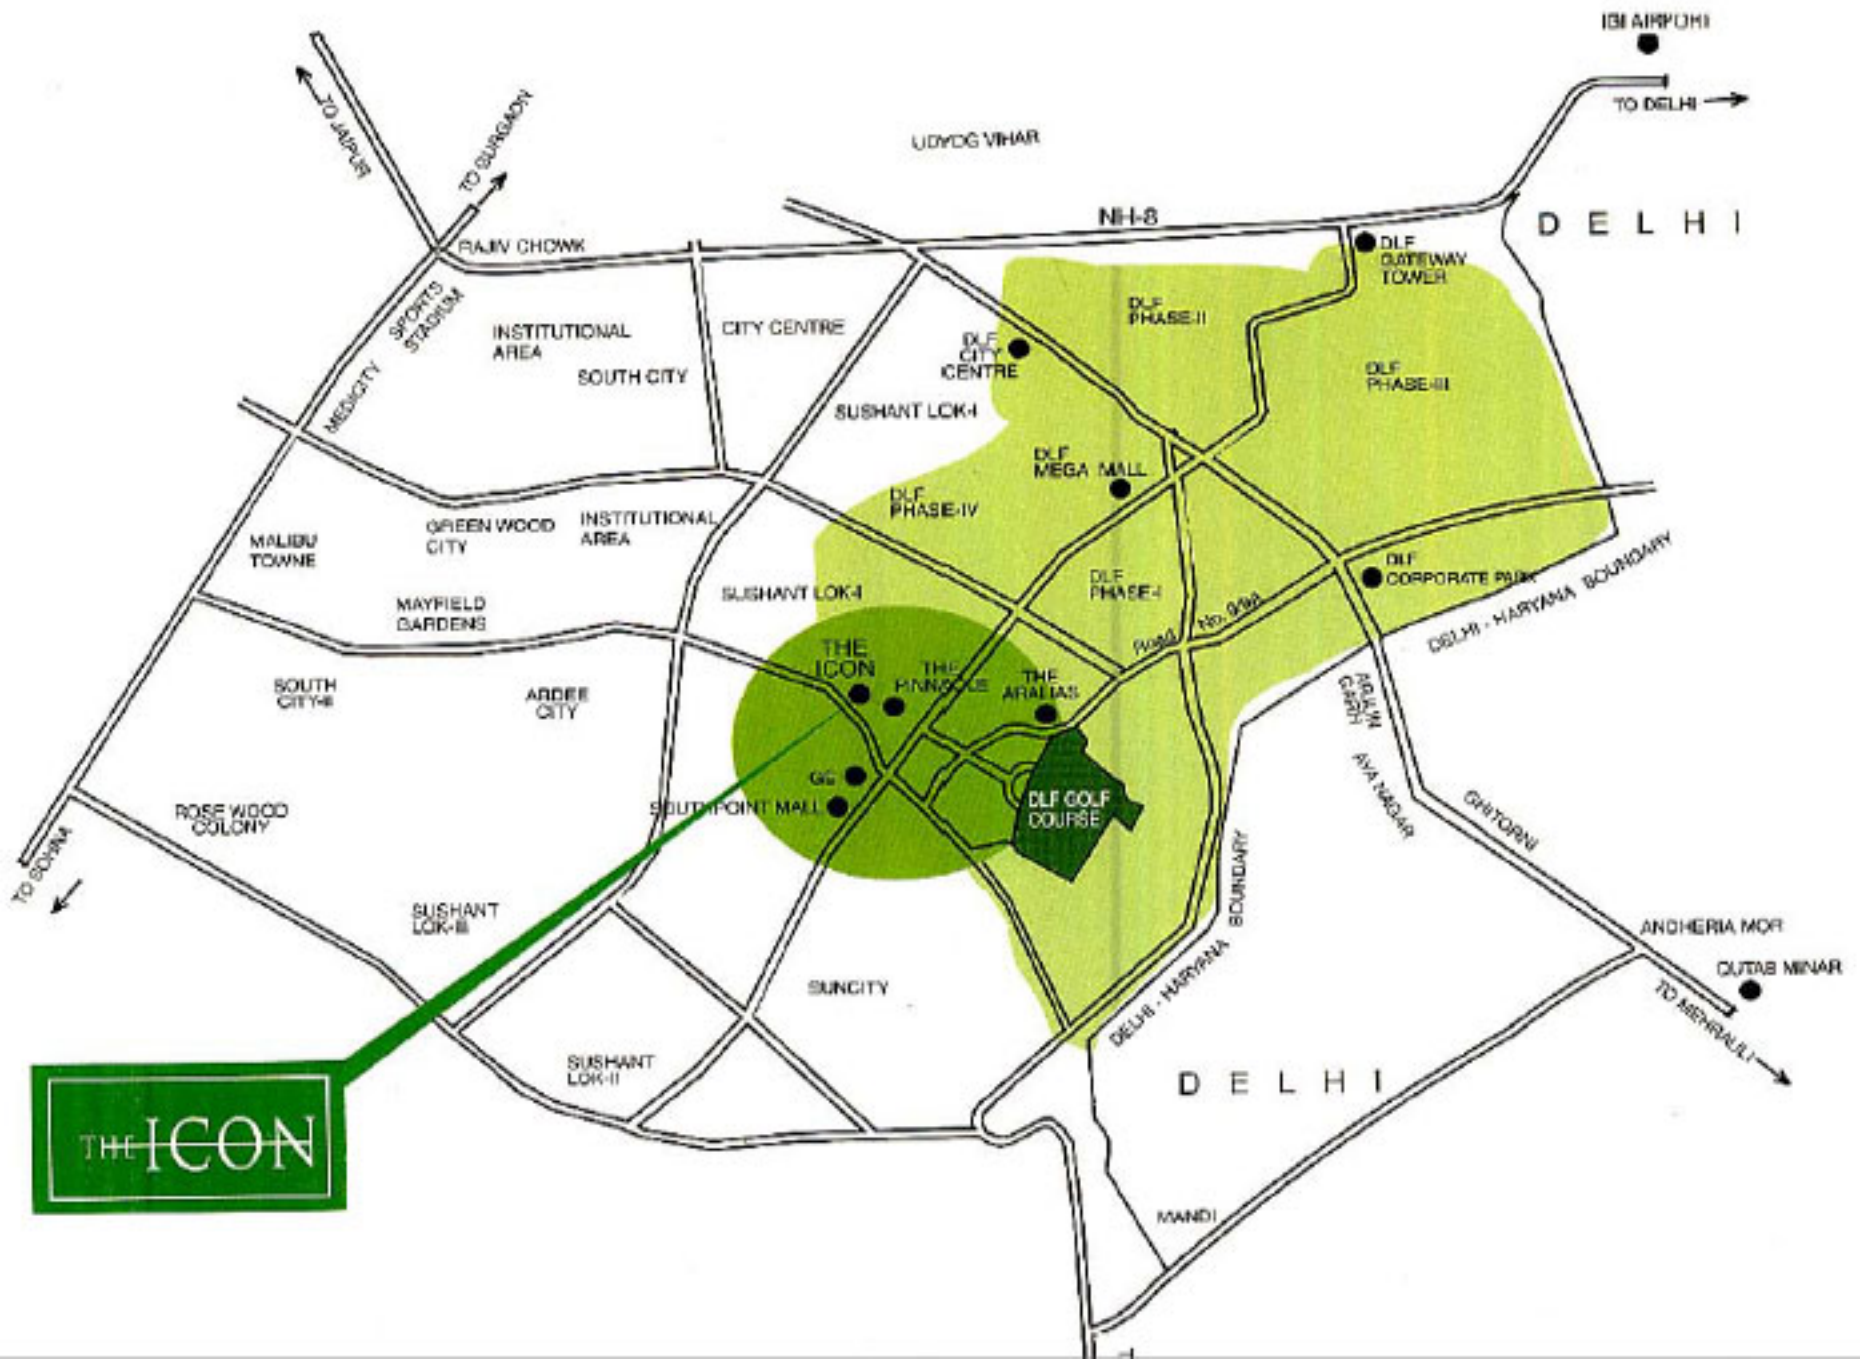 IGI AIRPORT
TO DELHI
TO JAIPUR
TO GURGAON
UDYOG VIHAR
NH-8
DELHI
RAJIV CHOWK
DLF
GATEWAY
TOWER
SPORTS
STADIUM
INSTITUTIONAL
AREA
CITY CENTRE
DLF
PHASE-II
DLF
CITY
CENTRE
SOUTH CITY
DLF
PHASE-III
MEDICITY
SUSHANT LOK-I
DLF
MEGA MALL
DLF
PHASE-IV
GREEN WOOD
CITY
INSTITUTIONAL
AREA
MALIBU
TOWNE
SUSHANT LOK-I
DLF
PHASE-I
DLF
CORPORATE PARK
MAYFIELD
GARDENS
Road No.
DELHI - HARYANA BOUNDARY
THE
ICON
THE
PINNACLE
THE
ARALIAS
SOUTH
CITY-II
ARDEE
CITY
GARH
AYA NAGAR
GE
SOUTHPOINT MALL
DLF GOLF
COURSE
ROSE WOOD
COLONY
GHITORNI
TO SOHNA
SUSHANT
LOK-III
DELHI - HARYANA BOUNDARY
ANDHERIA MOR
QUTAB MINAR
TO MEHRAULI
SUNCITY
SUSHANT
LOK-II
DELHI
THE ICON
MANDI